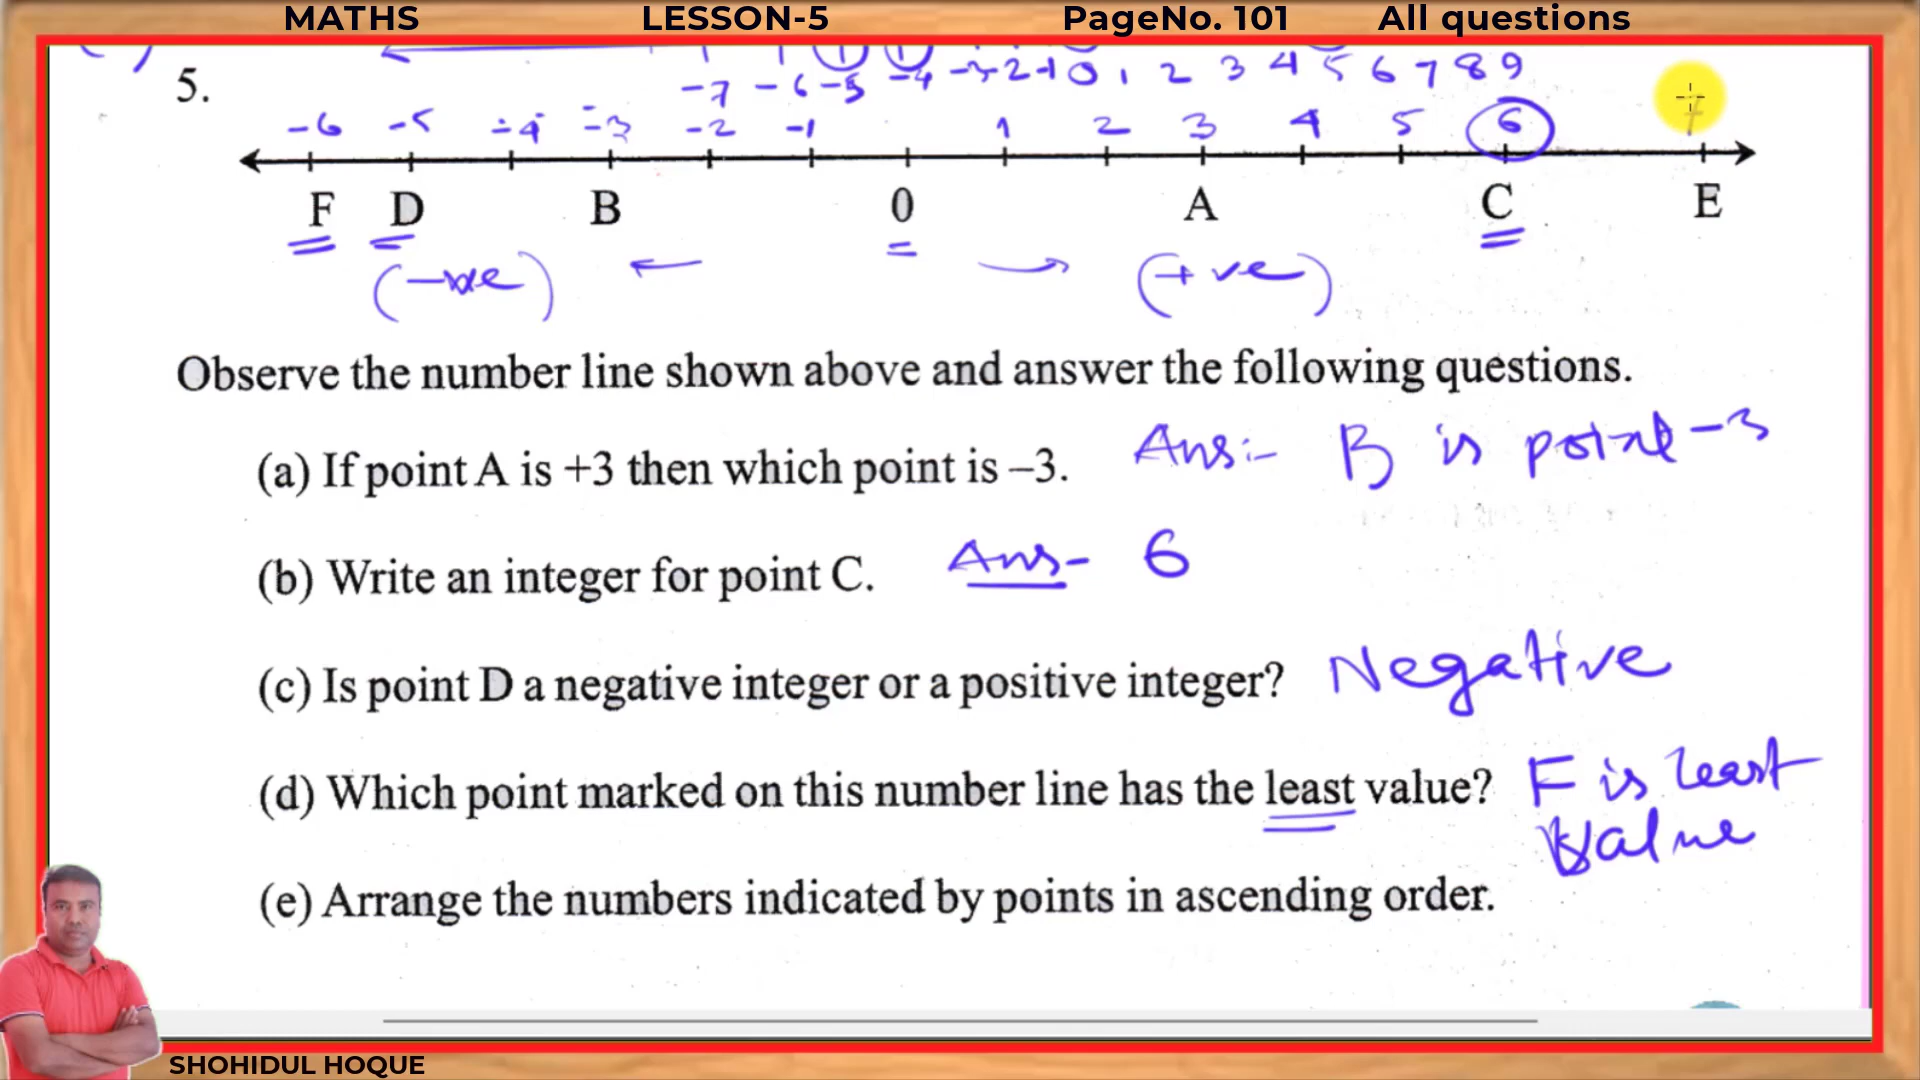 MATHS LESSON-5 PageNo. 101 All questions
-7 -6 -5 -4 -3 -2 -1 0 1 2 3 4 5 6 7 8 9
5.
-6 -5 -4 -3 -2 -1 1 2 3 4 5 6 7
F D B 0 A C E
(-ve) (+ve)
Observe the number line shown above and answer the following questions.
(a) If point A is +3 then which point is –3. Ans:- B is point -3
(b) Write an integer for point C. Ans- 6
(c) Is point D a negative integer or a positive integer? Negative
(d) Which point marked on this number line has the least value? F is least
value
(e) Arrange the numbers indicated by points in ascending order.
SHOHIDUL HOQUE